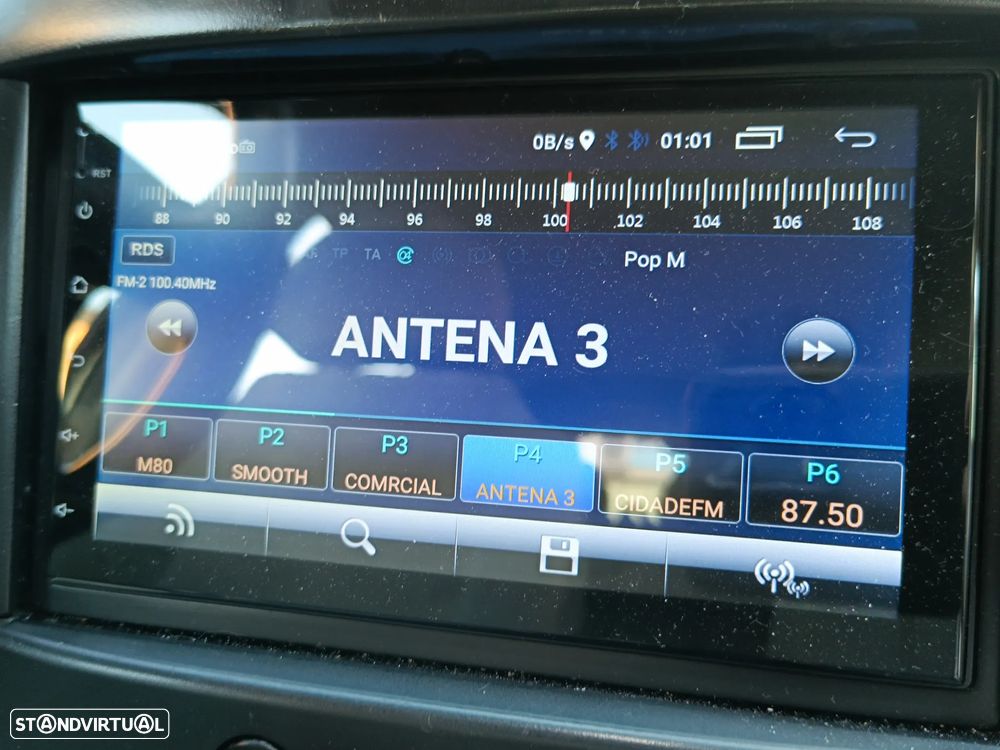 0B/s 01:01
RST
88 90 92 94 96 98 100 102 104 106 108
RDS TP TA Pop M
FM-2 100.40MHz
ANTENA 3
P1 P2 P3 P4 P5 P6
M80 SMOOTH COMRCIAL ANTENA 3 CIDADEFM 87.50
STANDVIRTUAL